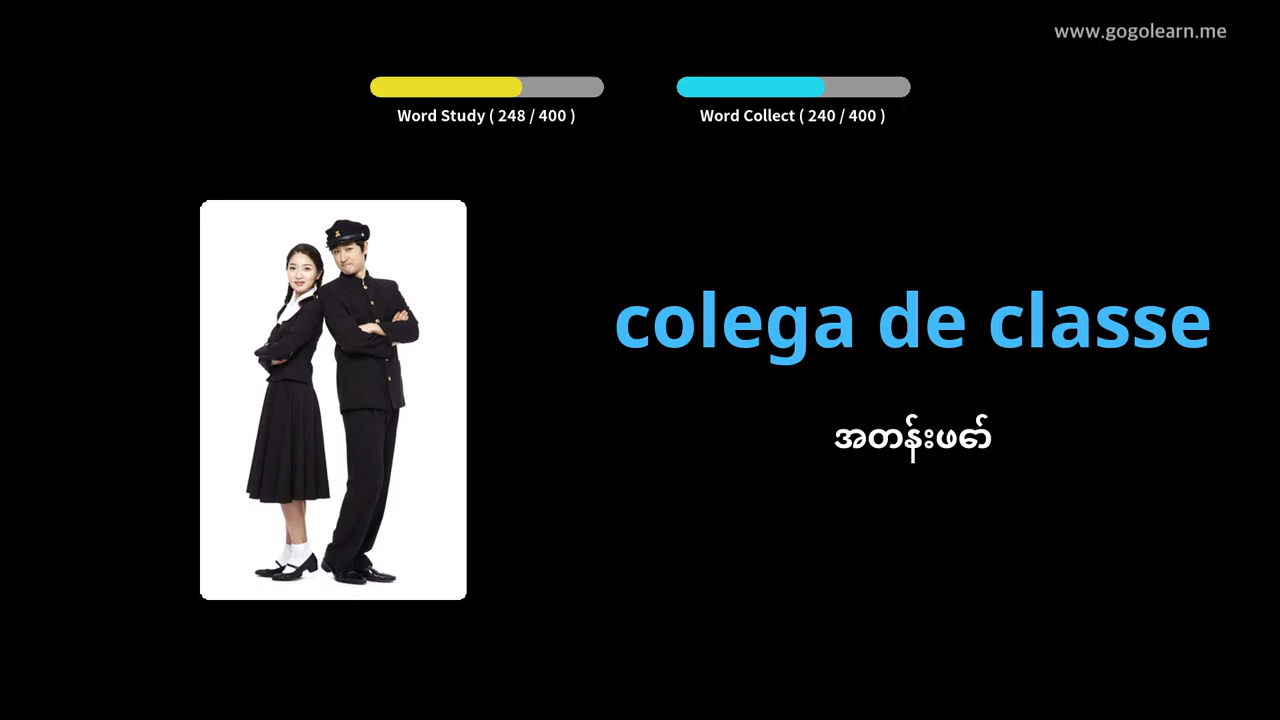 www.gogolearn.me
Word Study ( 248 / 400 )
Word Collect ( 240 / 400 )
colega de classe
အတန်းဖော်